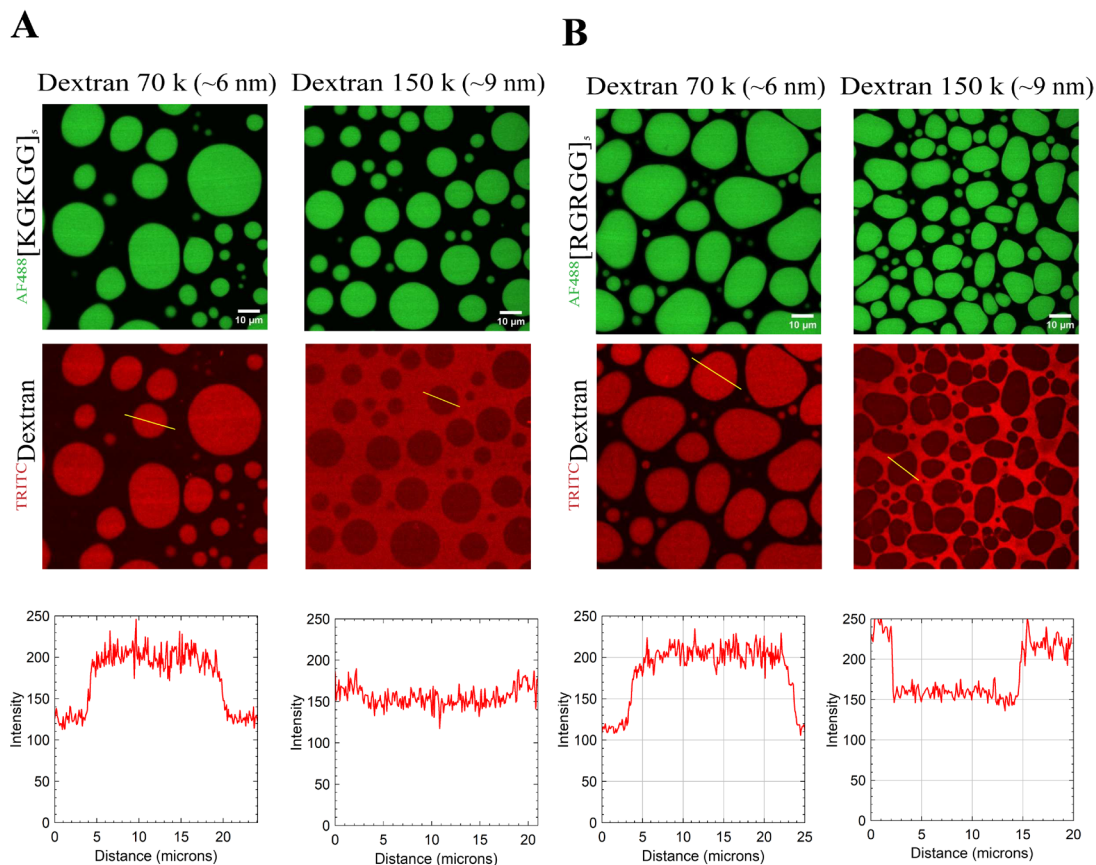 A
B
Dextran 70 k (~6 nm)
Dextran 150 k (~9 nm)
Dextran 70 k (~6 nm)
Dextran 150 k (~9 nm)
AF488[KGKGG]5
10 µm
10 µm
AF488[RGRGG]5
10 µm
10 µm
TRITCDextran
TRITCDextran
250
200
150
100
50
0
Intensity
0 5 10 15 20
Distance (microns)
250
200
150
100
50
0
Intensity
0 5 10 15 20
Distance (microns)
250
200
150
100
50
0
Intensity
0 5 10 15 20 25
Distance (microns)
250
200
150
100
50
0
Intensity
0 5 10 15 20
Distance (microns)